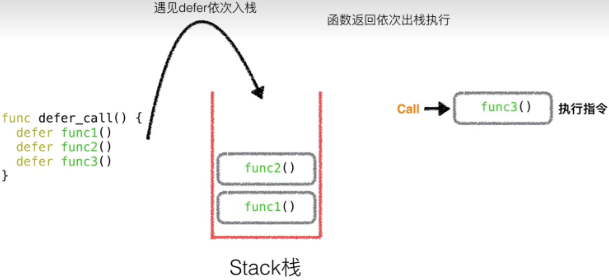 遇见defer依次入栈
函数返回依次出栈执行
func defer_call() {
defer func1()
defer func2()
defer func3()
}
func2()
func1()
Stack栈
Call
func3()
执行指令